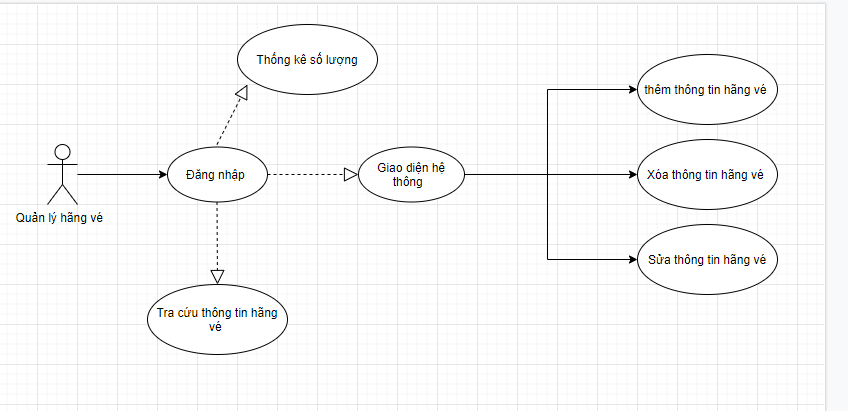 Thống kê số lượng
thêm thông tin hãng vé
Giao diện hệ
thông
Đăng nhập
Xóa thông tin hãng vé
Quản lý hãng vé
Sửa thông tin hãng vé
Tra cứu thông tin hãng
vé